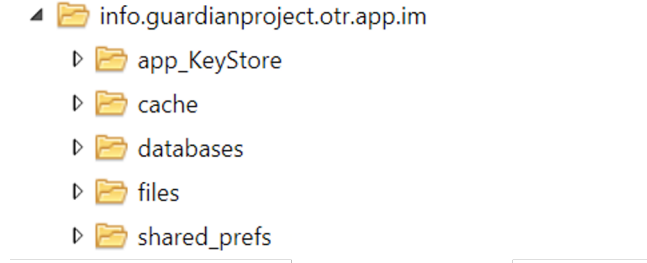 info.guardianproject.otr.app.im
app_KeyStore
cache
databases
files
shared_prefs